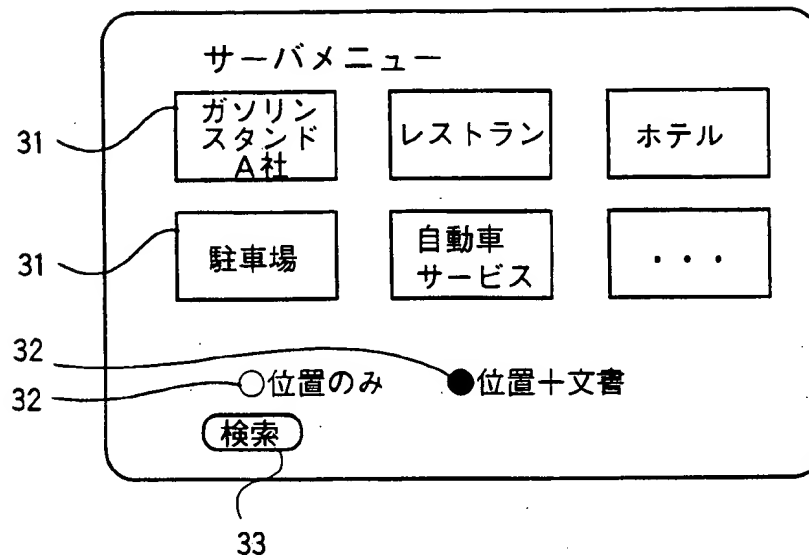 サーバメニュー
ガソリン
スタンド
A社
レストラン
ホテル
31
駐車場
自動車
サービス
・・・
31
32
32
○位置のみ
●位置+文書
検索
33